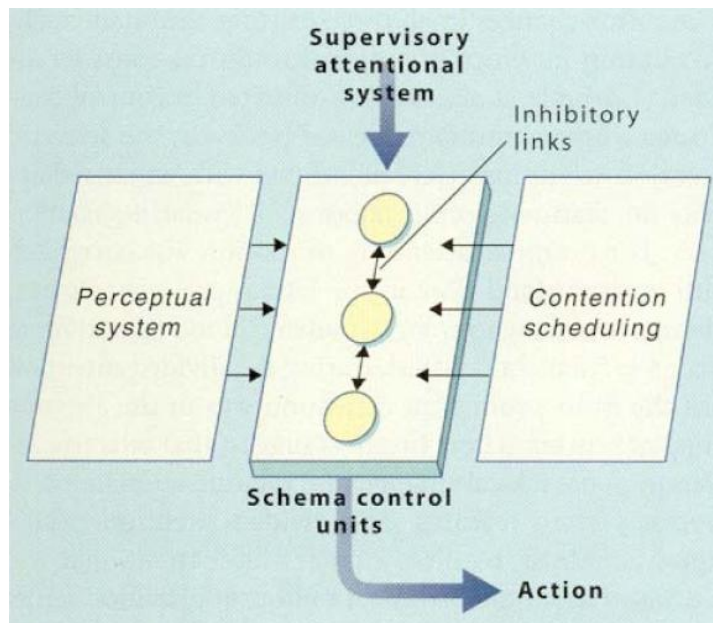 Supervisory
attentional
system
Inhibitory
links
Perceptual
system
Contention
scheduling
Schema control
units
Action